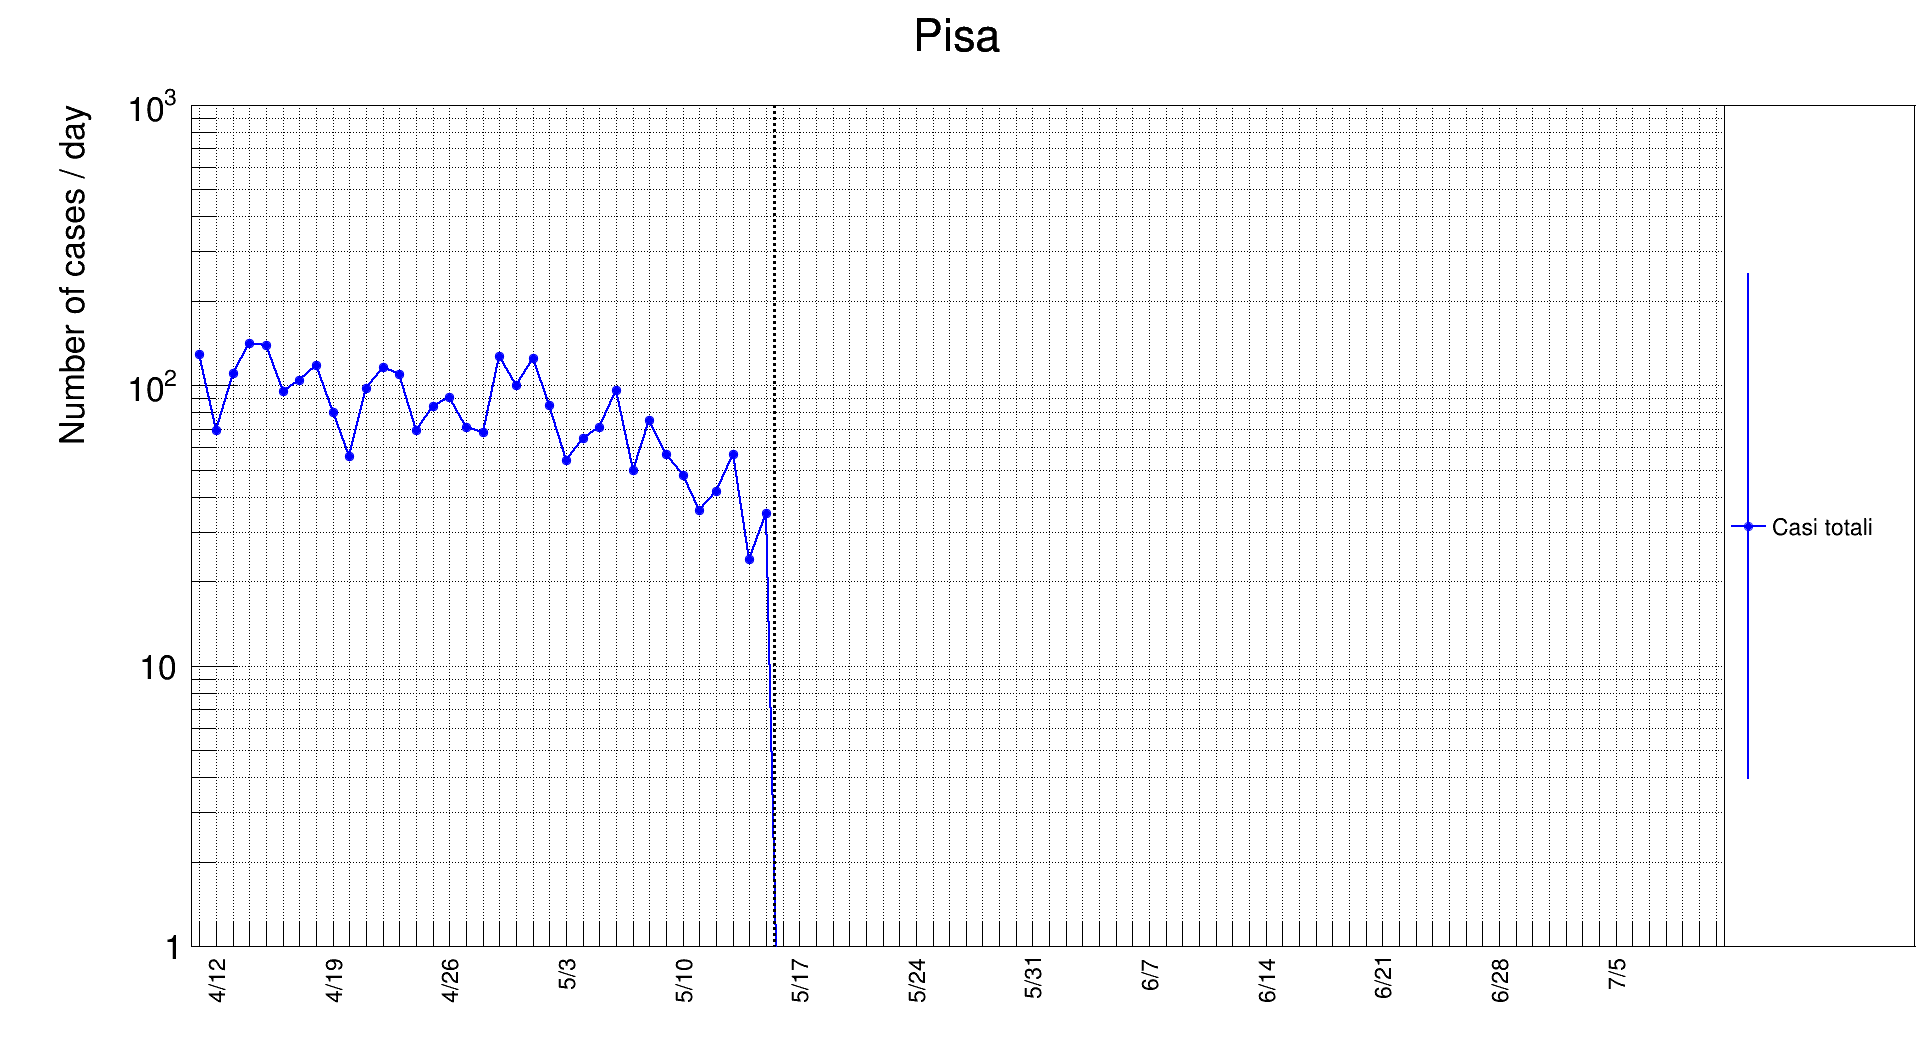 Pisa
Number of cases / day
10³
10²
10
1
4/12 4/19 4/26 5/3 5/10 5/17 5/24 5/31 6/7 6/14 6/21 6/28 7/5
Casi totali